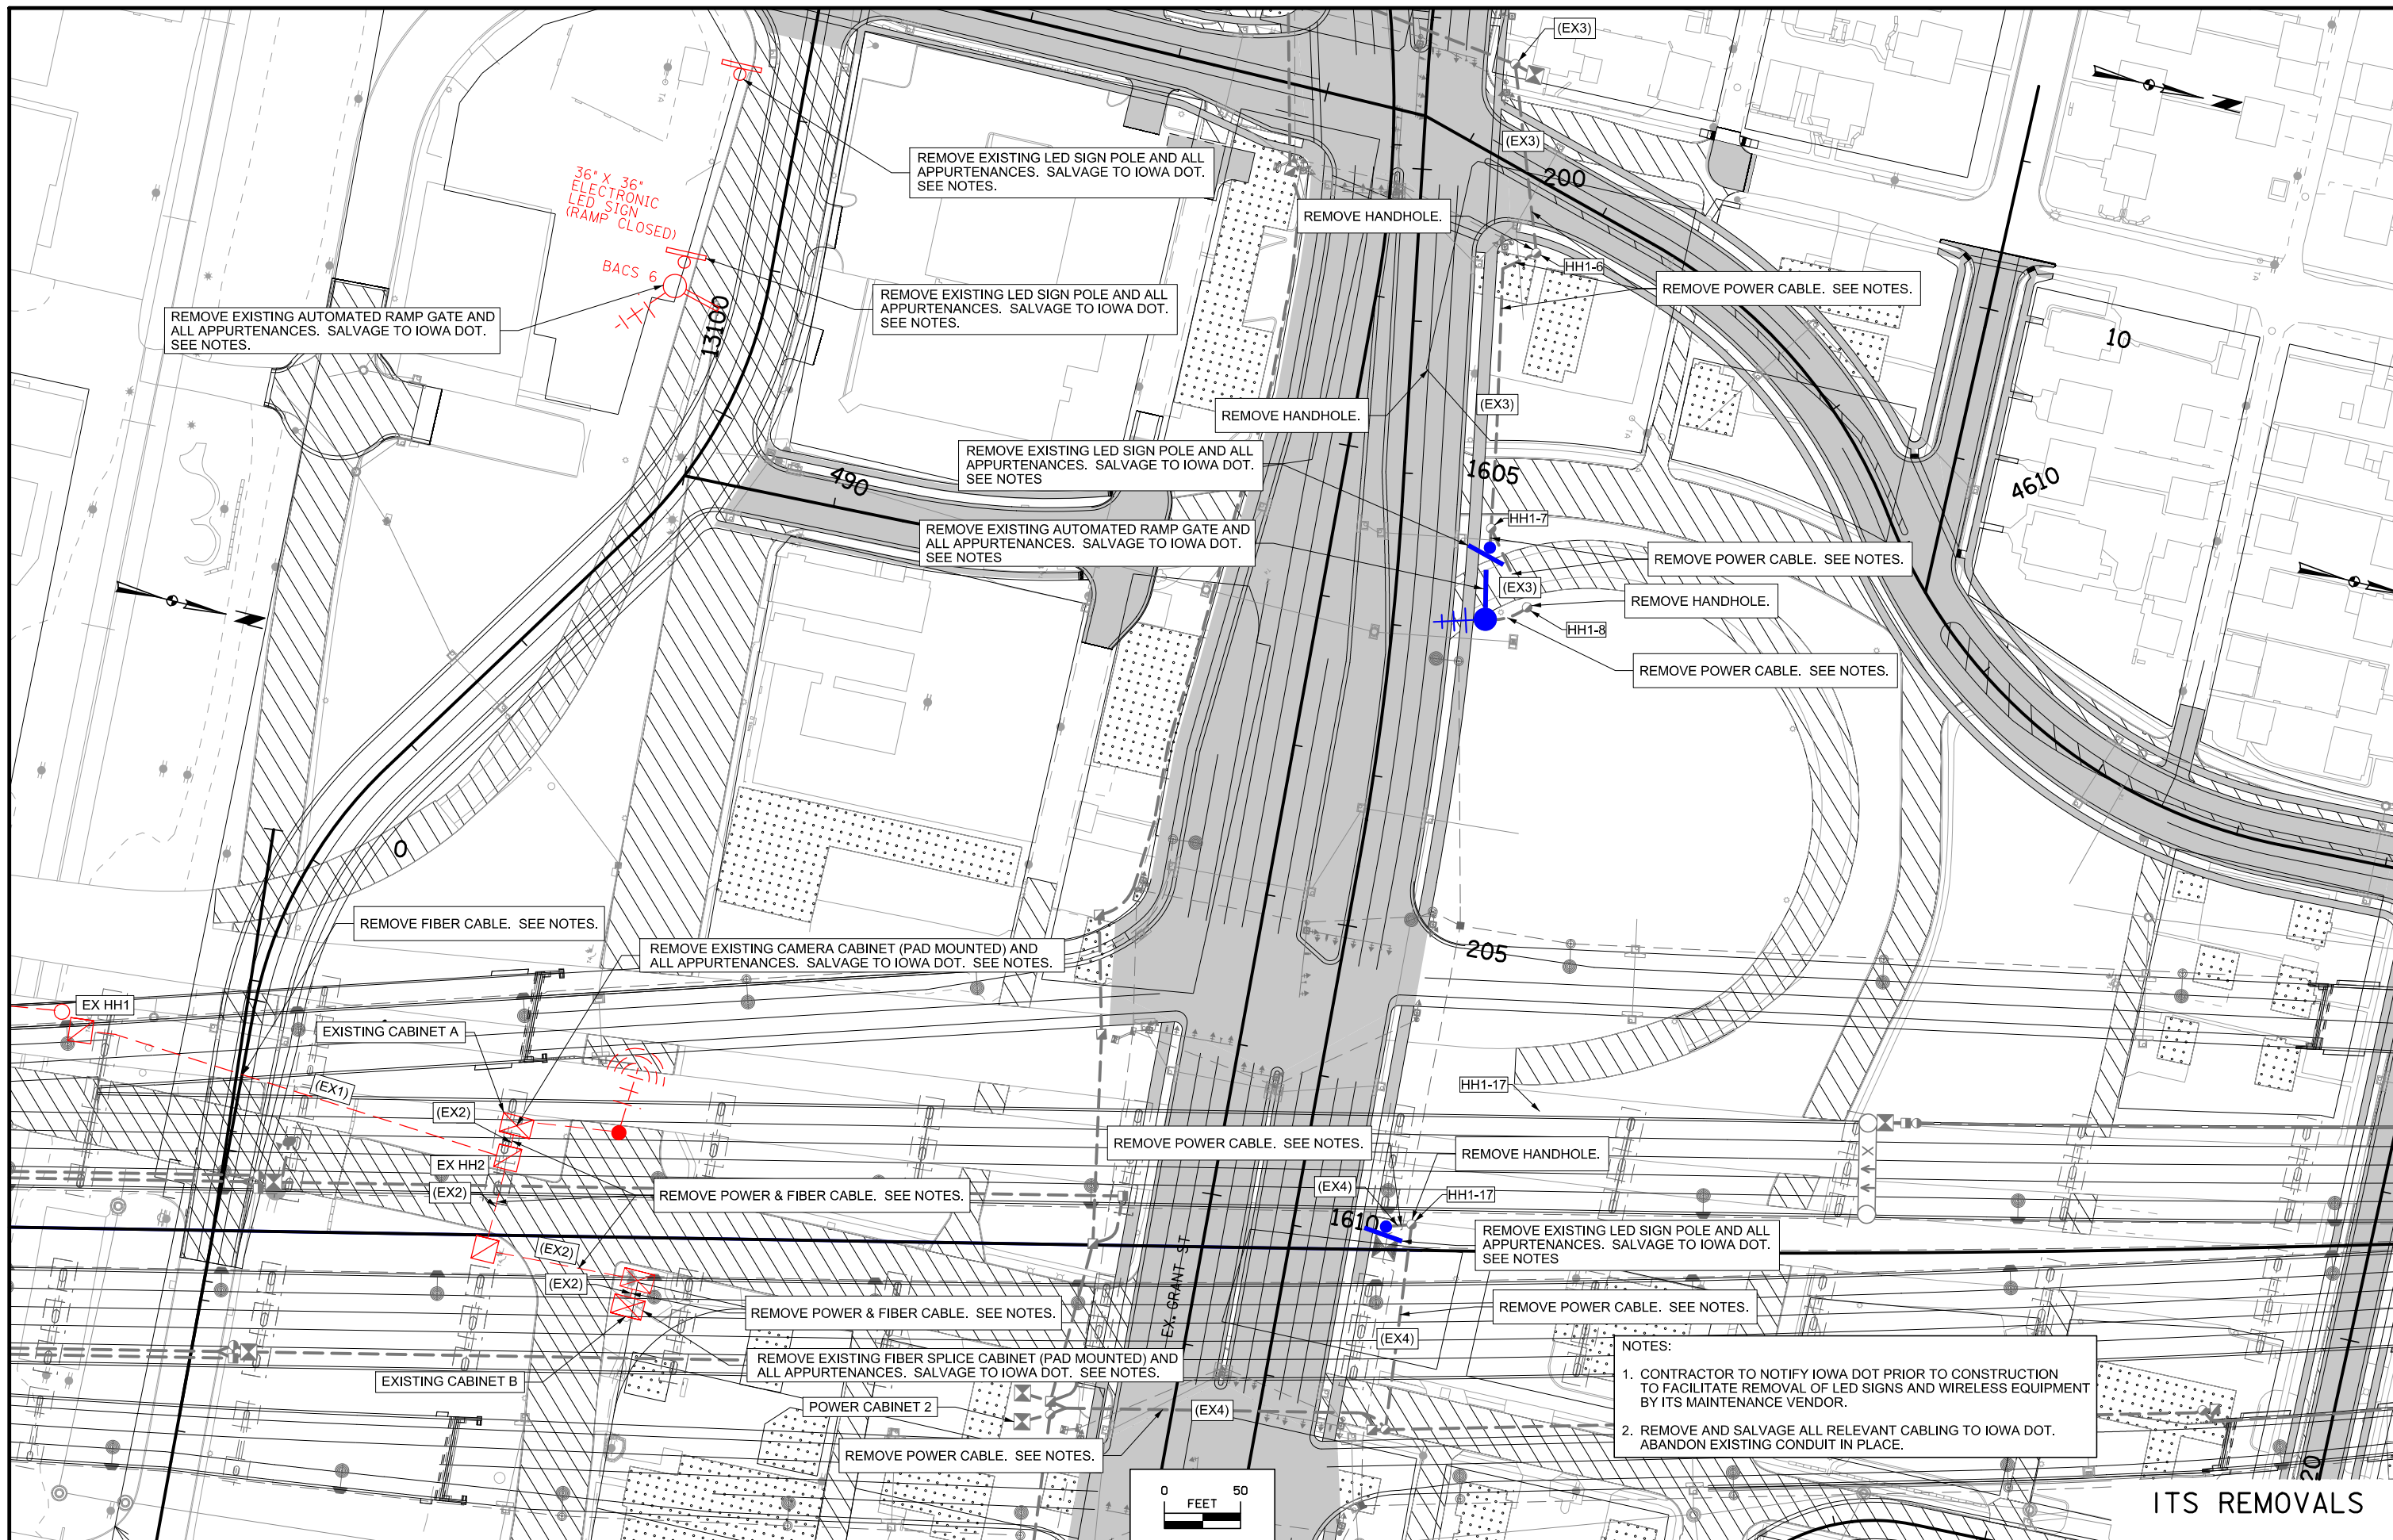 (EX3)
REMOVE EXISTING LED SIGN POLE AND ALL
APPURTENANCES. SALVAGE TO IOWA DOT.
SEE NOTES.
(EX3)
36" X 36"
ELECTRONIC
LED SIGN
(RAMP CLOSED)
200
REMOVE HANDHOLE.
BACS 6
HH1-6
REMOVE POWER CABLE. SEE NOTES.
REMOVE EXISTING LED SIGN POLE AND ALL
APPURTENANCES. SALVAGE TO IOWA DOT.
SEE NOTES.
REMOVE EXISTING AUTOMATED RAMP GATE AND
ALL APPURTENANCES. SALVAGE TO IOWA DOT.
SEE NOTES.
13100
10
REMOVE HANDHOLE.
(EX3)
REMOVE EXISTING LED SIGN POLE AND ALL
APPURTENANCES. SALVAGE TO IOWA DOT.
SEE NOTES
490
1605
4610
HH1-7
REMOVE EXISTING AUTOMATED RAMP GATE AND
ALL APPURTENANCES. SALVAGE TO IOWA DOT.
SEE NOTES
REMOVE POWER CABLE. SEE NOTES.
(EX3)
REMOVE HANDHOLE.
HH1-8
REMOVE POWER CABLE. SEE NOTES.
0
REMOVE FIBER CABLE. SEE NOTES.
REMOVE EXISTING CAMERA CABINET (PAD MOUNTED) AND
ALL APPURTENANCES. SALVAGE TO IOWA DOT. SEE NOTES.
205
EX HH1
EXISTING CABINET A
(EX1)
HH1-17
(EX2)
REMOVE POWER CABLE. SEE NOTES.
REMOVE HANDHOLE.
EX HH2
(EX2)
REMOVE POWER & FIBER CABLE. SEE NOTES.
(EX4)
HH1-17
1610
REMOVE EXISTING LED SIGN POLE AND ALL
APPURTENANCES. SALVAGE TO IOWA DOT.
SEE NOTES
(EX2)
(EX2)
EX. GRANT ST
REMOVE POWER & FIBER CABLE. SEE NOTES.
REMOVE POWER CABLE. SEE NOTES.
(EX4)
REMOVE EXISTING FIBER SPLICE CABINET (PAD MOUNTED) AND
ALL APPURTENANCES. SALVAGE TO IOWA DOT. SEE NOTES.
EXISTING CABINET B
POWER CABINET 2
(EX4)
REMOVE POWER CABLE. SEE NOTES.
NOTES:
1. CONTRACTOR TO NOTIFY IOWA DOT PRIOR TO CONSTRUCTION
TO FACILITATE REMOVAL OF LED SIGNS AND WIRELESS EQUIPMENT
BY ITS MAINTENANCE VENDOR.
2. REMOVE AND SALVAGE ALL RELEVANT CABLING TO IOWA DOT.
ABANDON EXISTING CONDUIT IN PLACE.
20
0 50
FEET
ITS REMOVALS